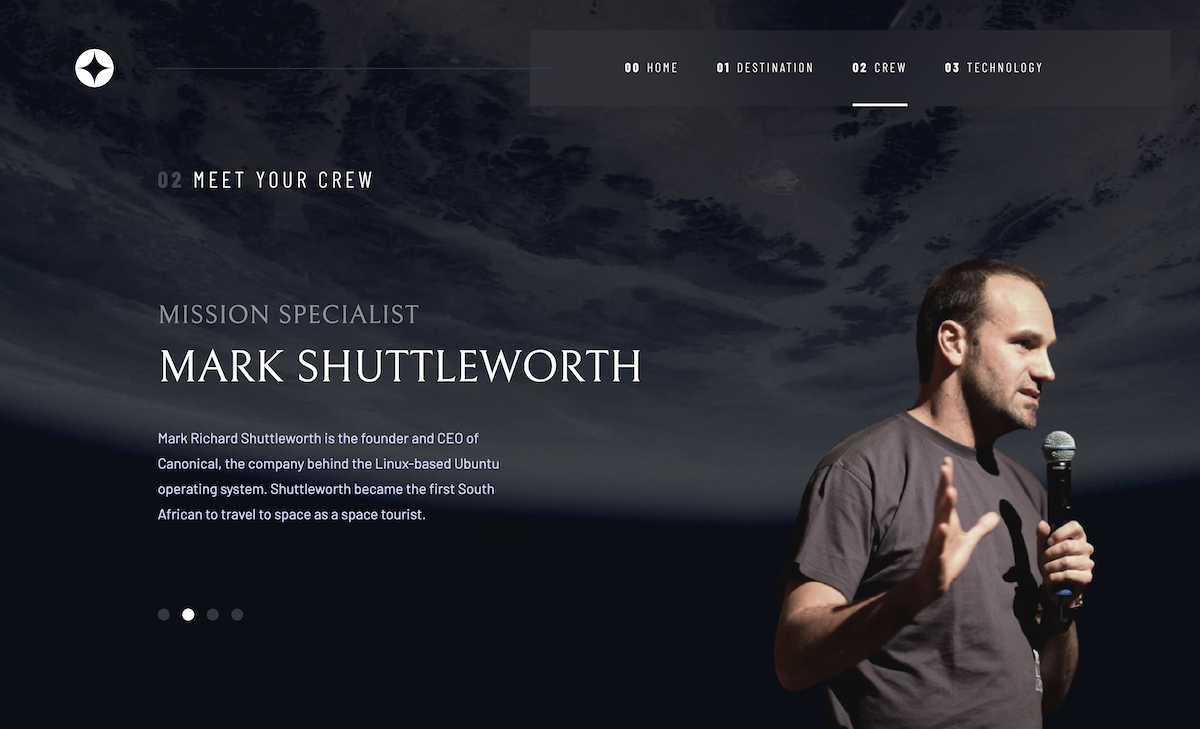 00 HOME
01 DESTINATION
02 CREW
03 TECHNOLOGY
02 MEET YOUR CREW
MISSION SPECIALIST
MARK SHUTTLEWORTH
Mark Richard Shuttleworth is the founder and CEO of
Canonical, the company behind the Linux-based Ubuntu
operating system. Shuttleworth became the first South
African to travel to space as a space tourist.